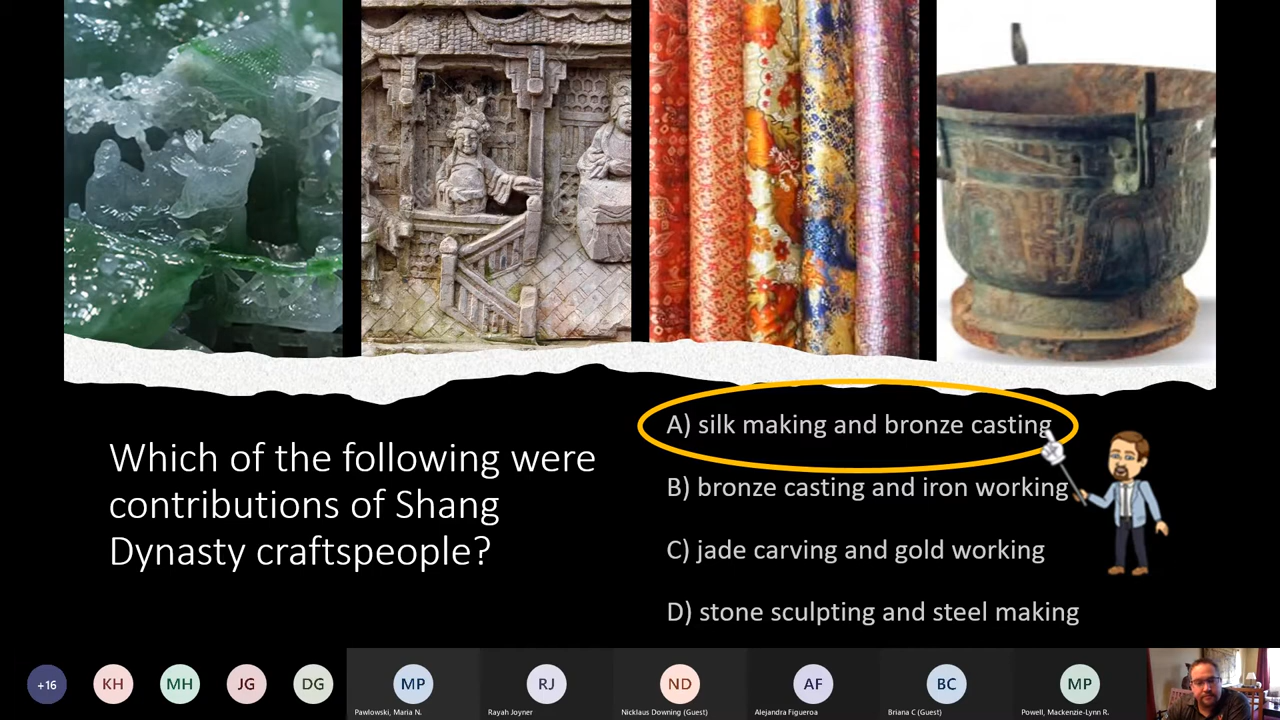 Which of the following were
contributions of Shang
Dynasty craftspeople?
A) silk making and bronze casting
B) bronze casting and iron working
C) jade carving and gold working
D) stone sculpting and steel making
+16
KH
MH
JG
DG
MP
RJ
ND
AF
BC
MP
Pawlowski, Maria N.
Rayah Joyner
Nicklaus Downing (Guest)
Alejandra Figueroa
Briana C (Guest)
Powell, Mackenzie-Lynn R.